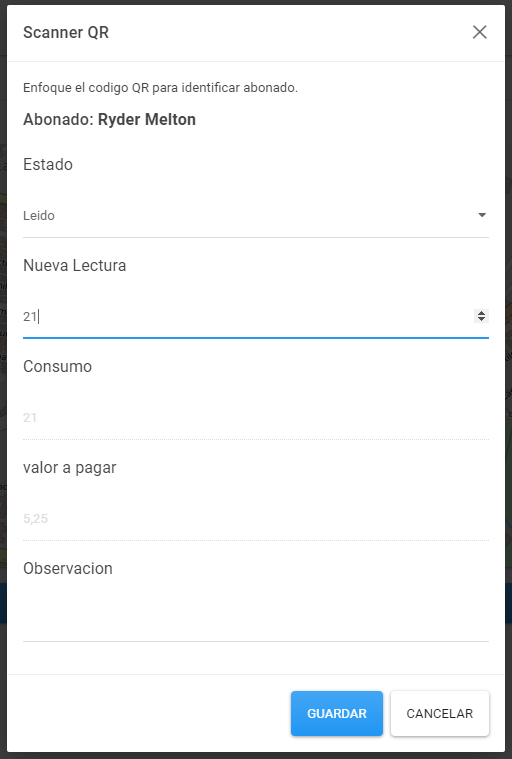 Scanner QR
Enfoque el codigo QR para identificar abonado.
Abonado: Ryder Melton
Estado
Leido
Nueva Lectura
21
Consumo
21
valor a pagar
5,25
Observacion
GUARDAR CANCELAR